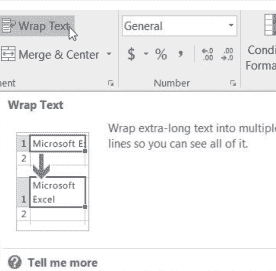 Wrap Text General
Merge & Center $ % , Condi
Forma
ent Number
Wrap Text
Wrap extra-long text into multiple
lines so you can see all of it.
1 Microsoft E
2
Microsoft
1 Excel
2
Tell me more